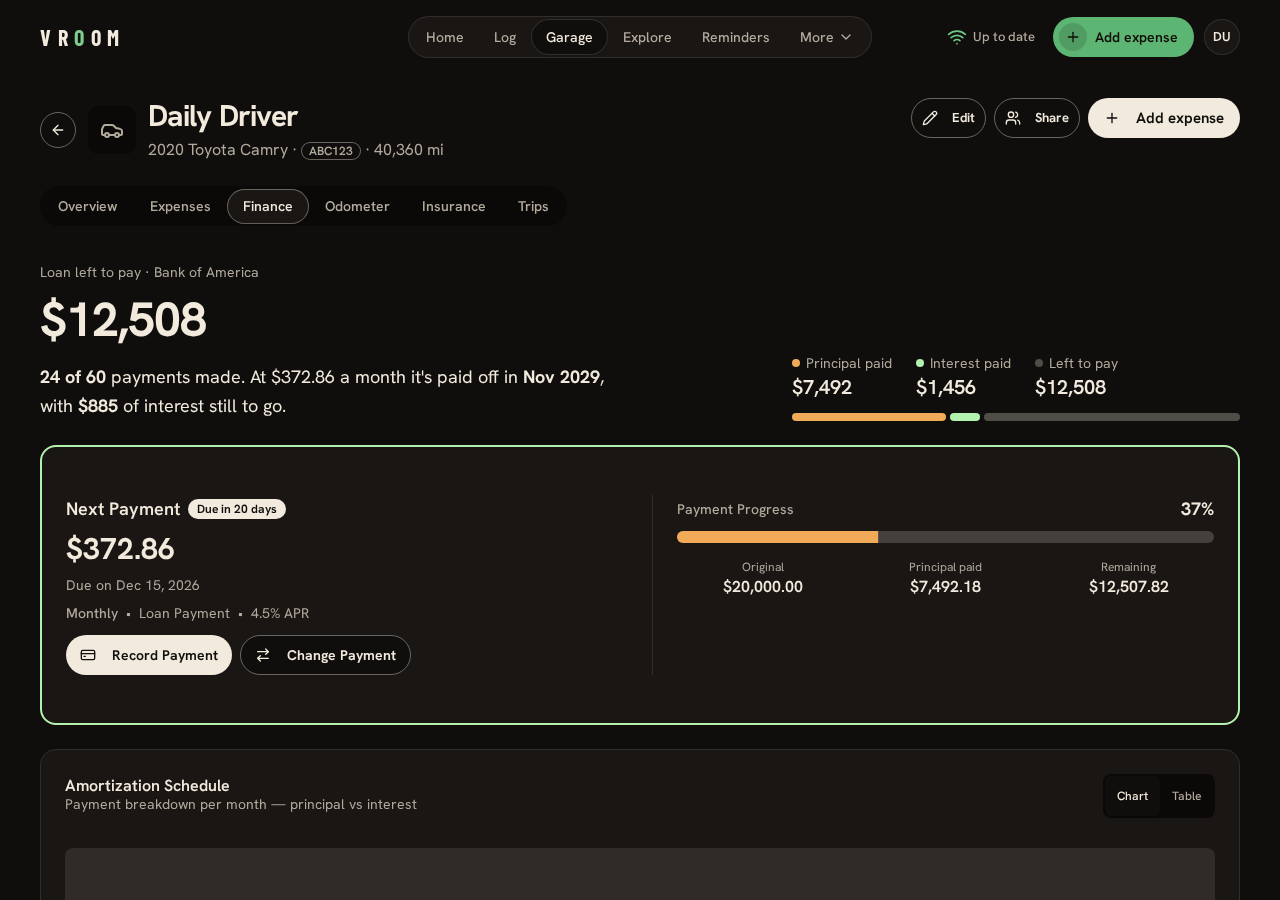 VROOM
Home Log Garage Explore Reminders More
Up to date
Add expense
DU
Daily Driver
2020 Toyota Camry · ABC123 · 40,360 mi
Edit
Share
Add expense
Overview Expenses Finance Odometer Insurance Trips
Loan left to pay · Bank of America
$12,508
24 of 60 payments made. At $372.86 a month it's paid off in Nov 2029,
with $885 of interest still to go.
Principal paid Interest paid Left to pay
$7,492 $1,456 $12,508
Next Payment Due in 20 days
$372.86
Due on Dec 15, 2026
Monthly • Loan Payment • 4.5% APR
Record Payment Change Payment
Payment Progress 37%
Original Principal paid Remaining
$20,000.00 $7,492.18 $12,507.82
Amortization Schedule
Payment breakdown per month — principal vs interest
Chart Table